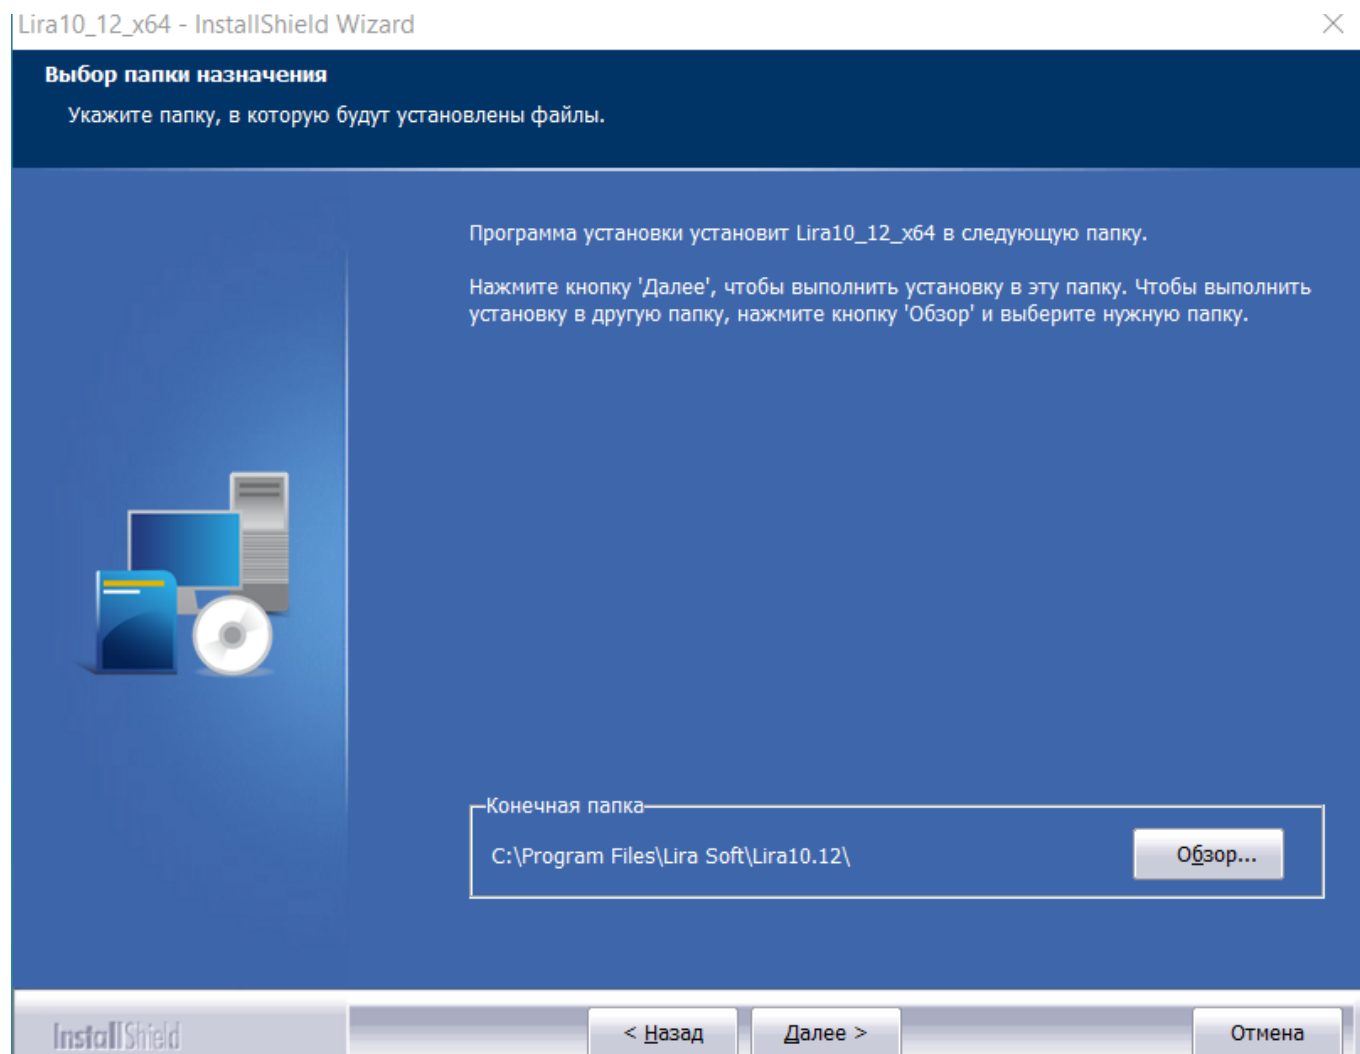 Lira10_12_x64 - InstallShield Wizard
Выбор папки назначения
Укажите папку, в которую будут установлены файлы.
Программа установки установит Lira10_12_x64 в следующую папку.
Нажмите кнопку 'Далее', чтобы выполнить установку в эту папку. Чтобы выполнить
установку в другую папку, нажмите кнопку 'Обзор' и выберите нужную папку.
Конечная папка
C:\Program Files\Lira Soft\Lira10.12\
Обзор...
InstallShield
< Назад
Далее >
Отмена